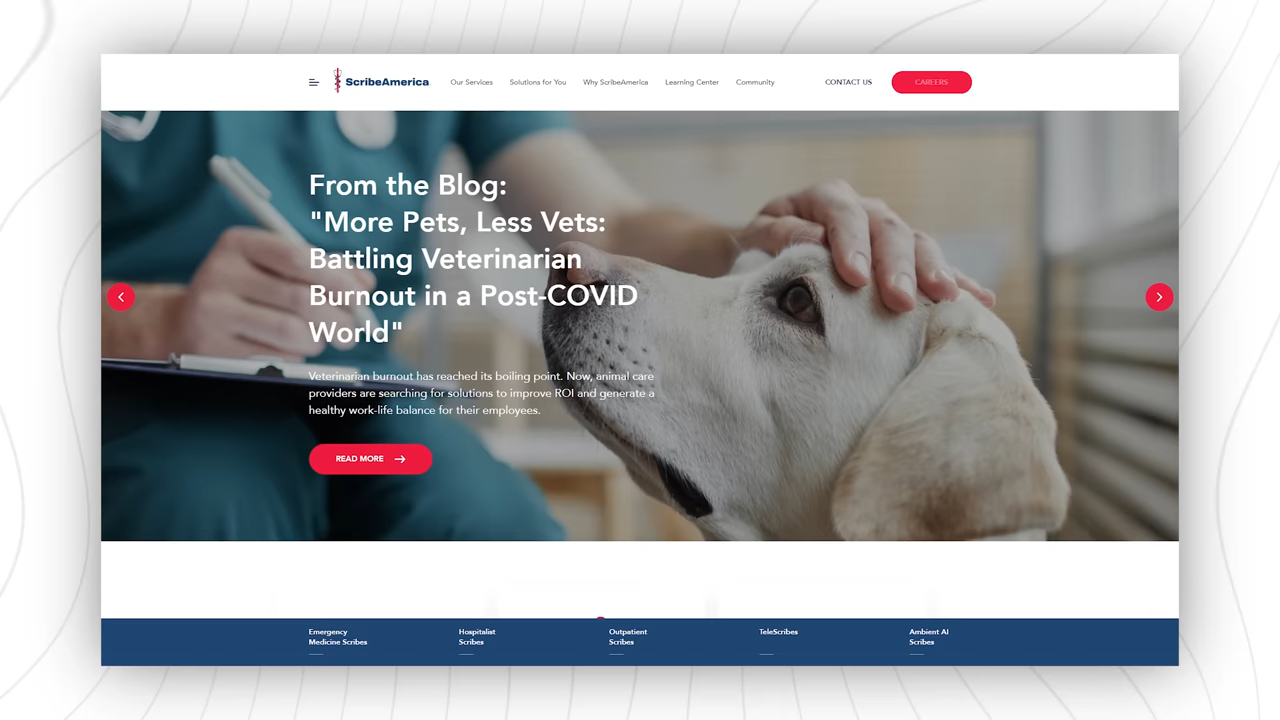 ScribeAmerica
Our Services
Solutions for You
Why ScribeAmerica
Learning Center
Community
CONTACT US
CAREERS
From the Blog:
"More Pets, Less Vets:
Battling Veterinarian
Burnout in a Post-COVID
World"
Veterinarian burnout has reached its boiling point. Now, animal care
providers are searching for solutions to improve ROI and generate a
healthy work-life balance for their employees.
READ MORE
Emergency
Medicine Scribes
Hospitalist
Scribes
Outpatient
Scribes
TeleScribes
Ambient AI
Scribes